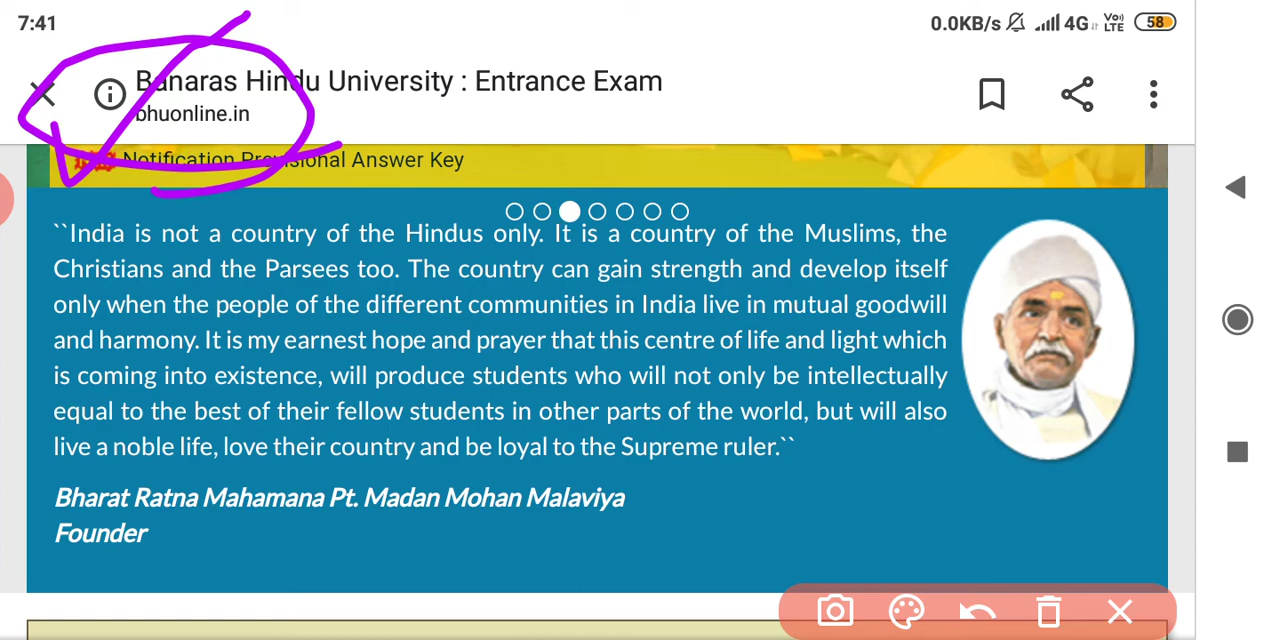 7:41
0.0KB/s 4G Vo) LTE 58
Banaras Hindu University : Entrance Exam
bhuonline.in
Notification Provisional Answer Key
``India is not a country of the Hindus only. It is a country of the Muslims, the
Christians and the Parsees too. The country can gain strength and develop itself
only when the people of the different communities in India live in mutual goodwill
and harmony. It is my earnest hope and prayer that this centre of life and light which
is coming into existence, will produce students who will not only be intellectually
equal to the best of their fellow students in other parts of the world, but will also
live a noble life, love their country and be loyal to the Supreme ruler.``
Bharat Ratna Mahamana Pt. Madan Mohan Malaviya
Founder